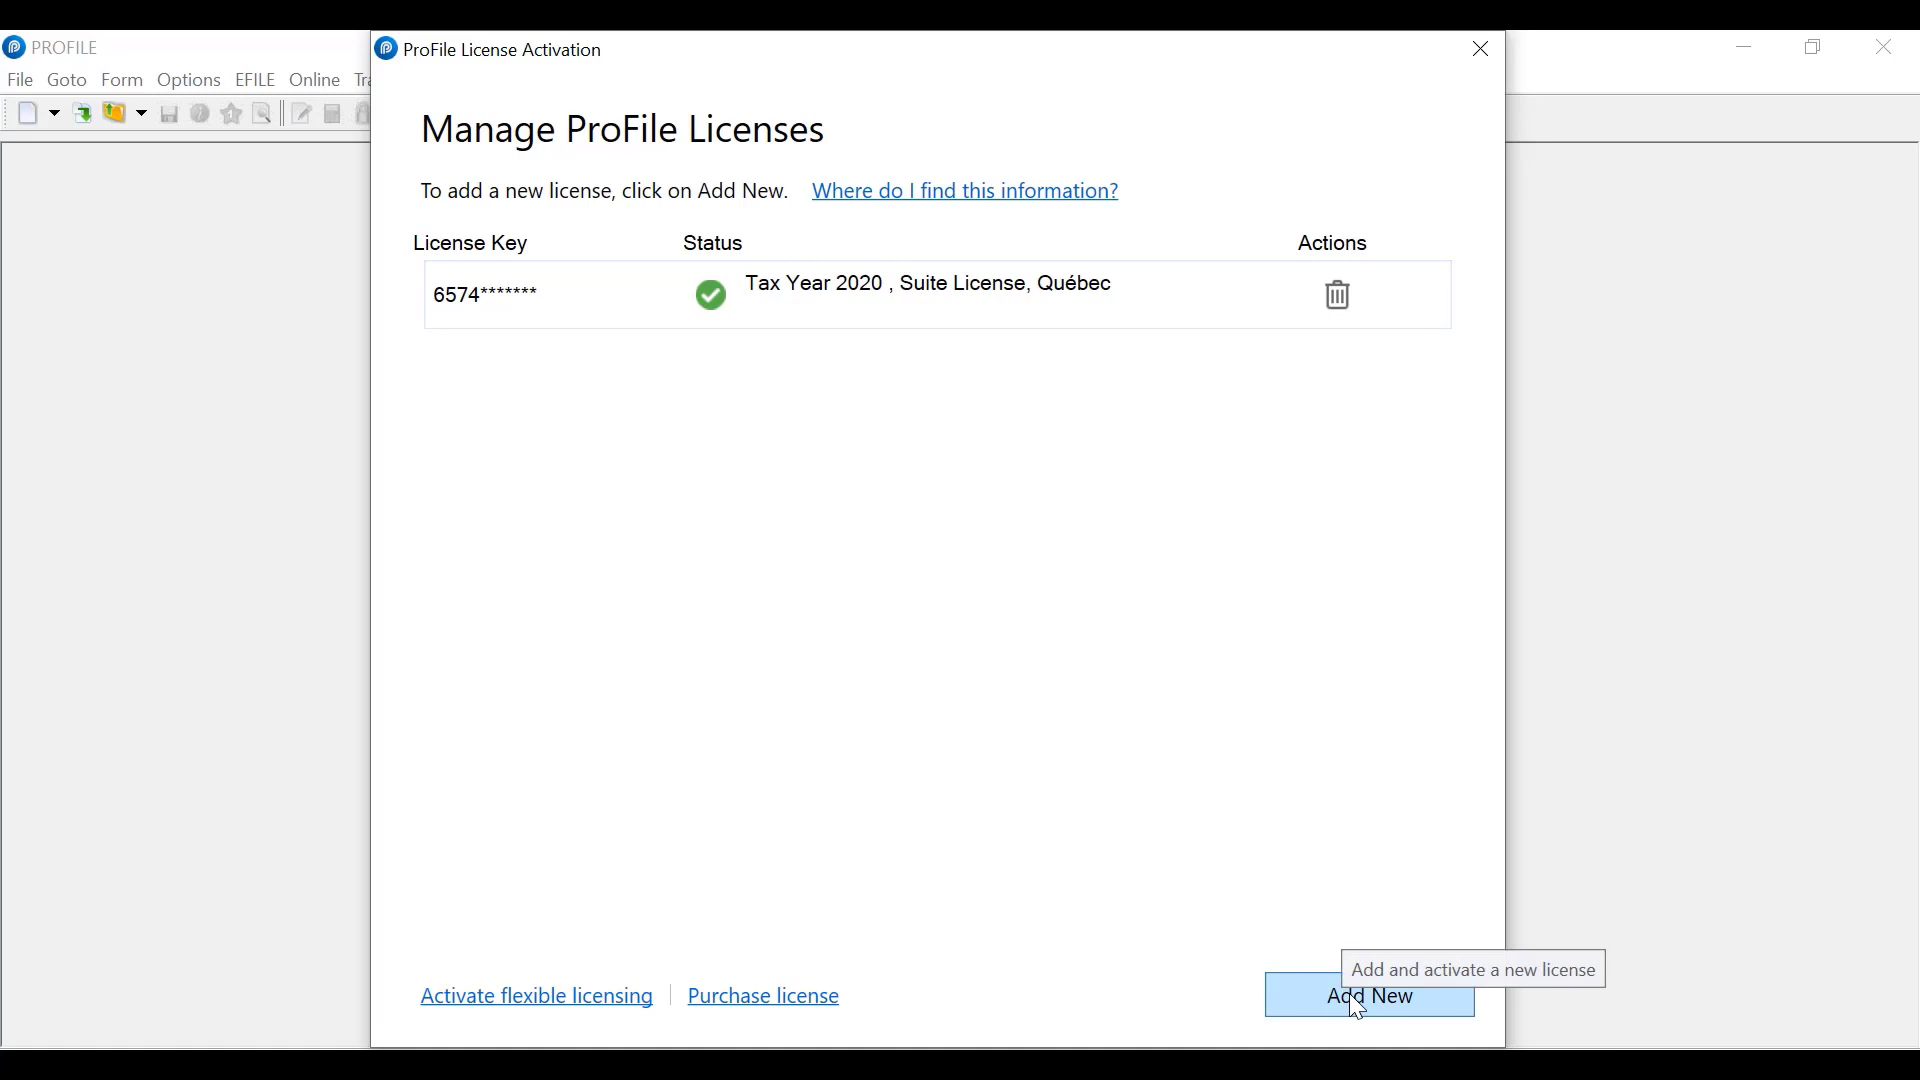 PROFILE
ProFile License Activation
File Goto Form Options EFILE Online
Manage ProFile Licenses
To add a new license, click on Add New. Where do I find this information?
License Key Status Actions
6574******* Tax Year 2020 , Suite License, Québec
Add and activate a new license
Activate flexible licensing Purchase license Add New